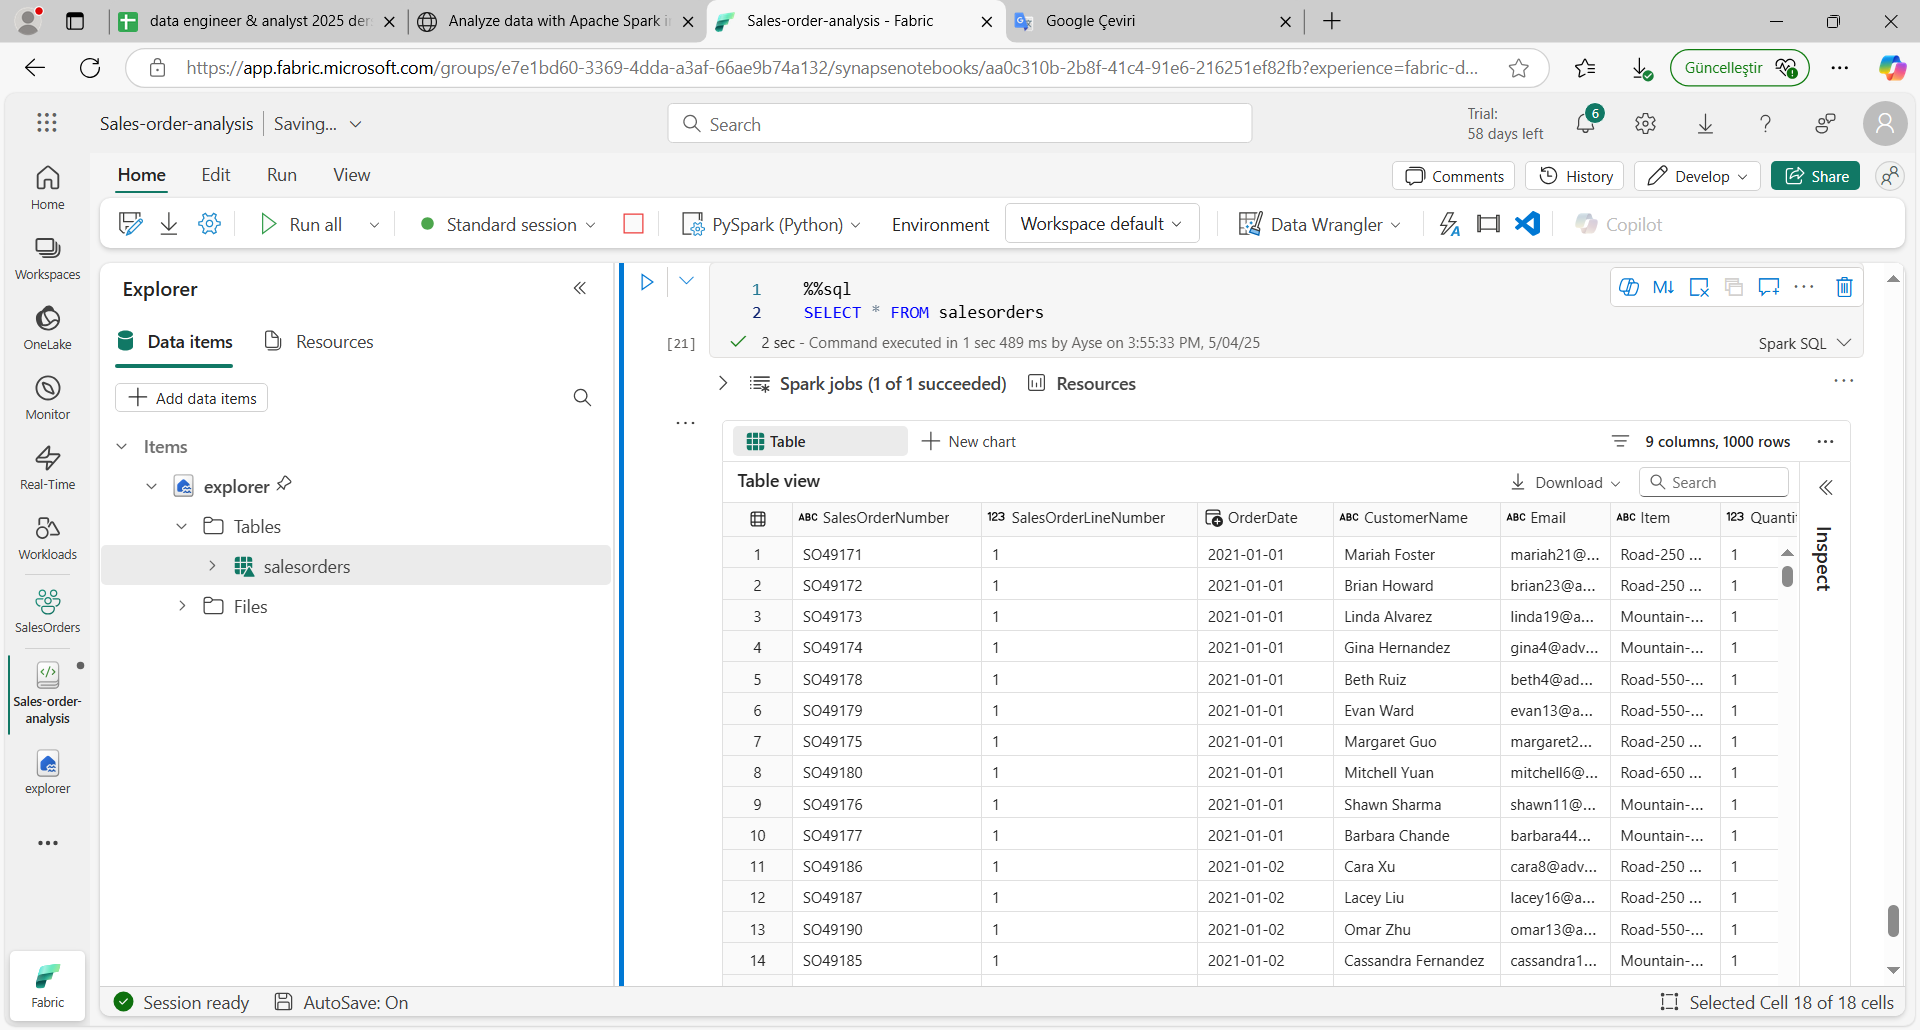 data engineer & analyst 2025 der
Analyze data with Apache Spark i
Sales-order-analysis - Fabric
Google Çeviri
https://app.fabric.microsoft.com/groups/e7e1bd60-3369-4dda-a3af-66ae9b74a132/synapsenotebooks/aa0c310b-2b8f-41c4-91e6-216251ef82fb?experience=fabric-d...
Güncelleştir
Sales-order-analysis
Saving...
Search
Trial:
58 days left
6
Home Edit Run View
Comments
History
Develop
Share
Run all
Standard session
PySpark (Python)
Environment
Workspace default
Data Wrangler
Copilot
Home
Workspaces
OneLake
Monitor
Real-Time
Workloads
SalesOrders
Sales-order-
analysis
explorer
Fabric
Explorer
Data items
Resources
Add data items
Items
explorer
Tables
salesorders
Files
1 %%sql
2 SELECT * FROM salesorders
[21]
2 sec - Command executed in 1 sec 489 ms by Ayse on 3:55:33 PM, 5/04/25
Spark SQL
M↓
Spark jobs (1 of 1 succeeded)
Resources
Table
New chart
9 columns, 1000 rows
Table view
Download
Search
Inspect
ABC SalesOrderNumber 123 SalesOrderLineNumber OrderDate ABC CustomerName ABC Email ABC Item 123 Quanti
1 SO49171 1 2021-01-01 Mariah Foster mariah21@... Road-250 ... 1
2 SO49172 1 2021-01-01 Brian Howard brian23@a... Road-250 ... 1
3 SO49173 1 2021-01-01 Linda Alvarez linda19@a... Mountain-... 1
4 SO49174 1 2021-01-01 Gina Hernandez gina4@adv... Mountain-... 1
5 SO49178 1 2021-01-01 Beth Ruiz beth4@ad... Road-550-... 1
6 SO49179 1 2021-01-01 Evan Ward evan13@a... Road-550-... 1
7 SO49175 1 2021-01-01 Margaret Guo margaret2... Road-250 ... 1
8 SO49180 1 2021-01-01 Mitchell Yuan mitchell6@... Road-650 ... 1
9 SO49176 1 2021-01-01 Shawn Sharma shawn11@... Mountain-... 1
10 SO49177 1 2021-01-01 Barbara Chande barbara44... Mountain-... 1
11 SO49186 1 2021-01-02 Cara Xu cara8@adv... Road-250 ... 1
12 SO49187 1 2021-01-02 Lacey Liu lacey16@a... Road-250 ... 1
13 SO49190 1 2021-01-02 Omar Zhu omar13@a... Road-550-... 1
14 SO49185 1 2021-01-02 Cassandra Fernandez cassandra1... Mountain-... 1
Session ready
AutoSave: On
Selected Cell 18 of 18 cells